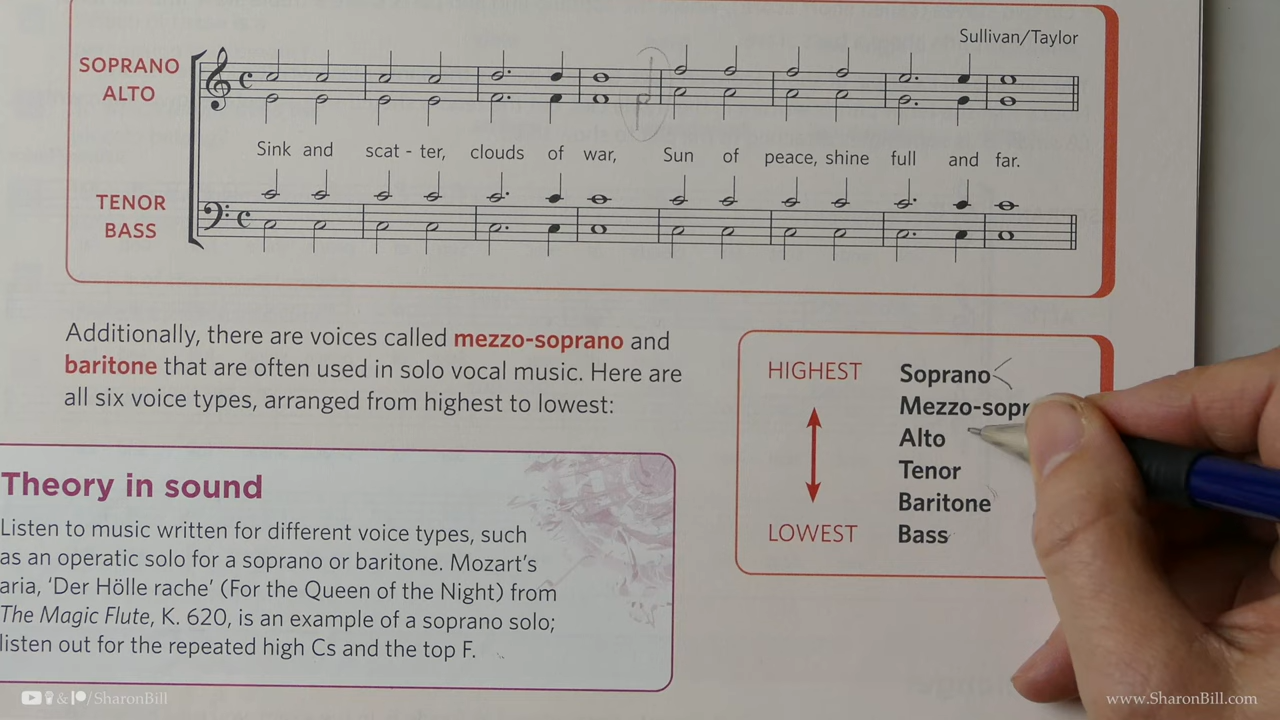 Sullivan/Taylor
SOPRANO
ALTO
Sink and scat - ter, clouds of war, Sun of peace, shine full and far.
TENOR
BASS
Additionally, there are voices called mezzo-soprano and
baritone that are often used in solo vocal music. Here are
all six voice types, arranged from highest to lowest:
HIGHEST
LOWEST
Soprano
Mezzo-sopr
Alto
Tenor
Baritone
Bass
Theory in sound
Listen to music written for different voice types, such
as an operatic solo for a soprano or baritone. Mozart's
aria, 'Der Hölle rache' (For the Queen of the Night) from
The Magic Flute, K. 620, is an example of a soprano solo;
listen out for the repeated high Cs and the top F.
& /SharonBill
www.SharonBill.com